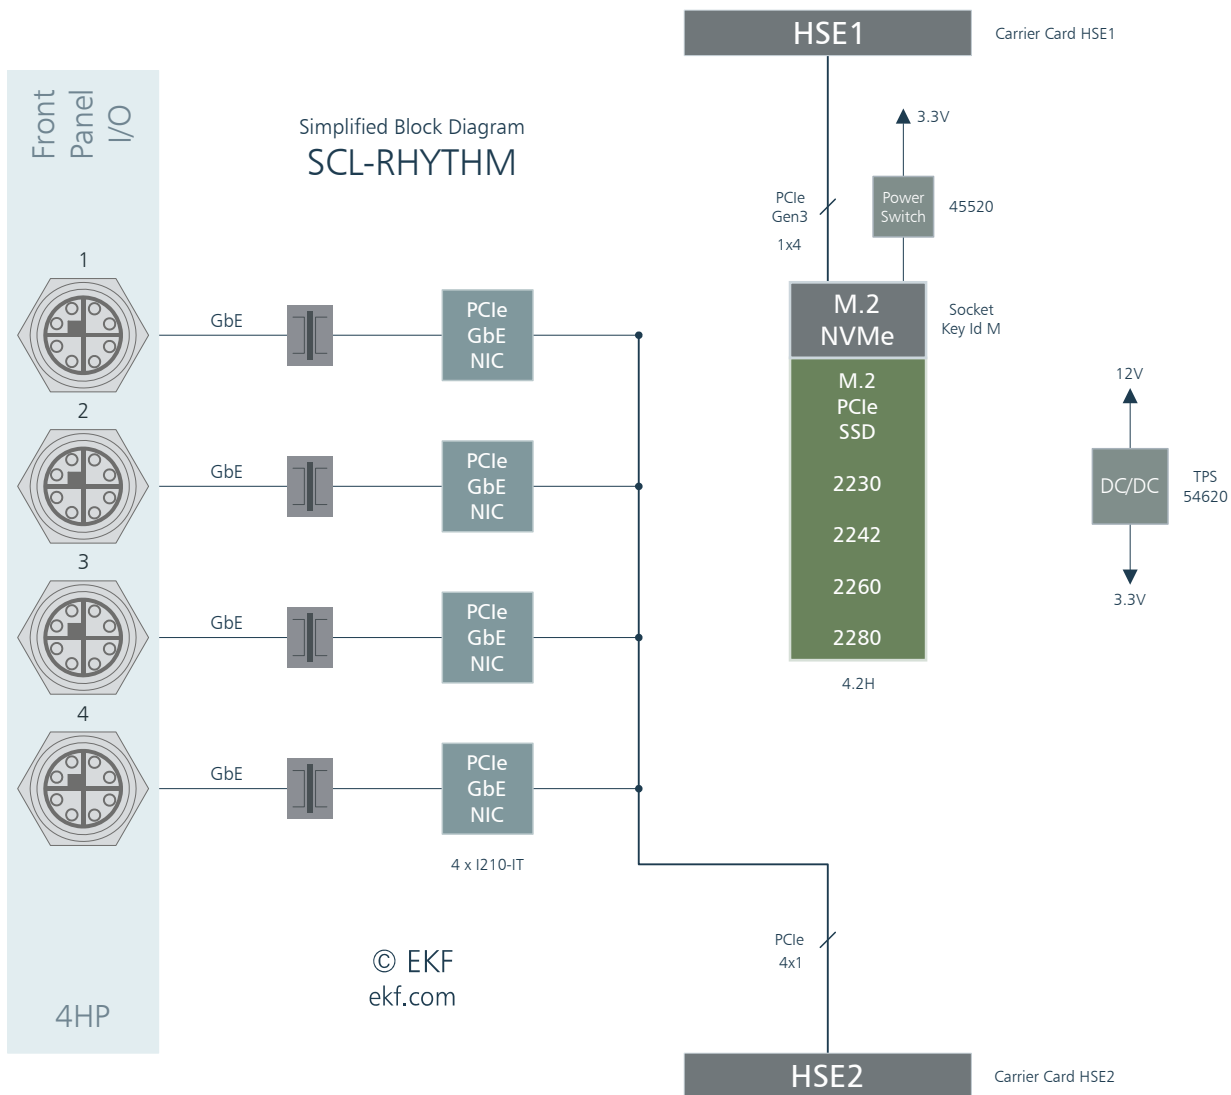 HSE1
Carrier Card HSE1
Front
Panel
I/O
Simplified Block Diagram
SCL-RHYTHM
3.3V
Power
Switch
45520
PCIe
Gen3
1x4
1
GbE
PCIe
GbE
NIC
M.2
NVMe
Socket
Key Id M
M.2
PCIe
SSD
2230
2242
2260
2280
4.2H
12V
DC/DC
TPS
54620
3.3V
2
GbE
PCIe
GbE
NIC
3
GbE
PCIe
GbE
NIC
4
GbE
PCIe
GbE
NIC
4 x I210-IT
PCIe
4x1
© EKF
ekf.com
4HP
HSE2
Carrier Card HSE2